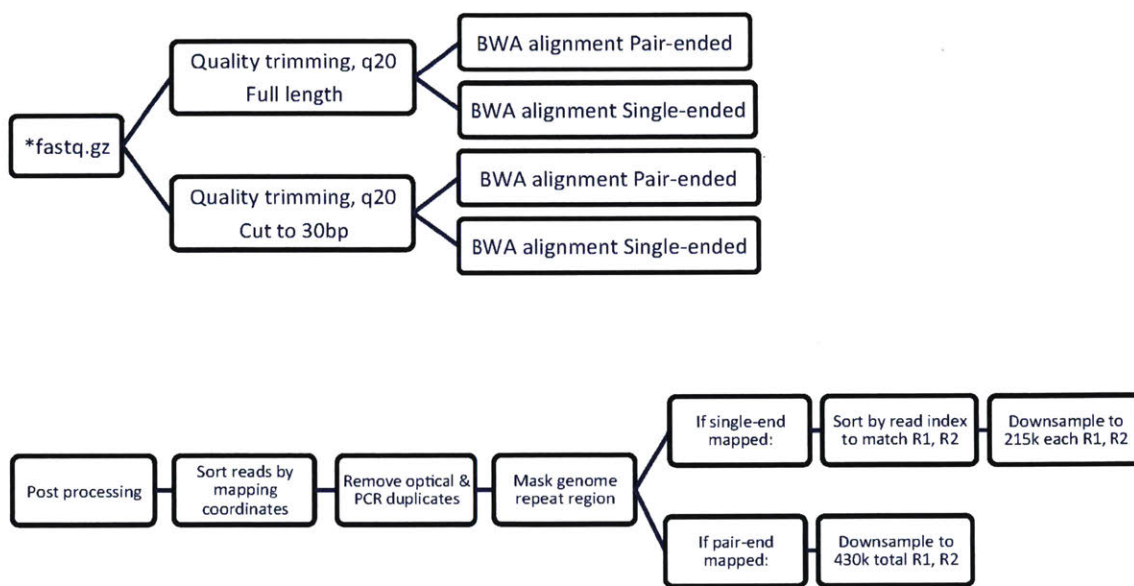 *fastq.gz
Quality trimming, q20
Full length
BWA alignment Pair-ended
BWA alignment Single-ended
Quality trimming, q20
Cut to 30bp
BWA alignment Pair-ended
BWA alignment Single-ended
Post processing
Sort reads by
mapping
coordinates
Remove optical &
PCR duplicates
Mask genome
repeat region
If single-end
mapped:
Sort by read index
to match R1, R2
Downsample to
215k each R1, R2
If pair-end
mapped:
Downsample to
430k total R1, R2